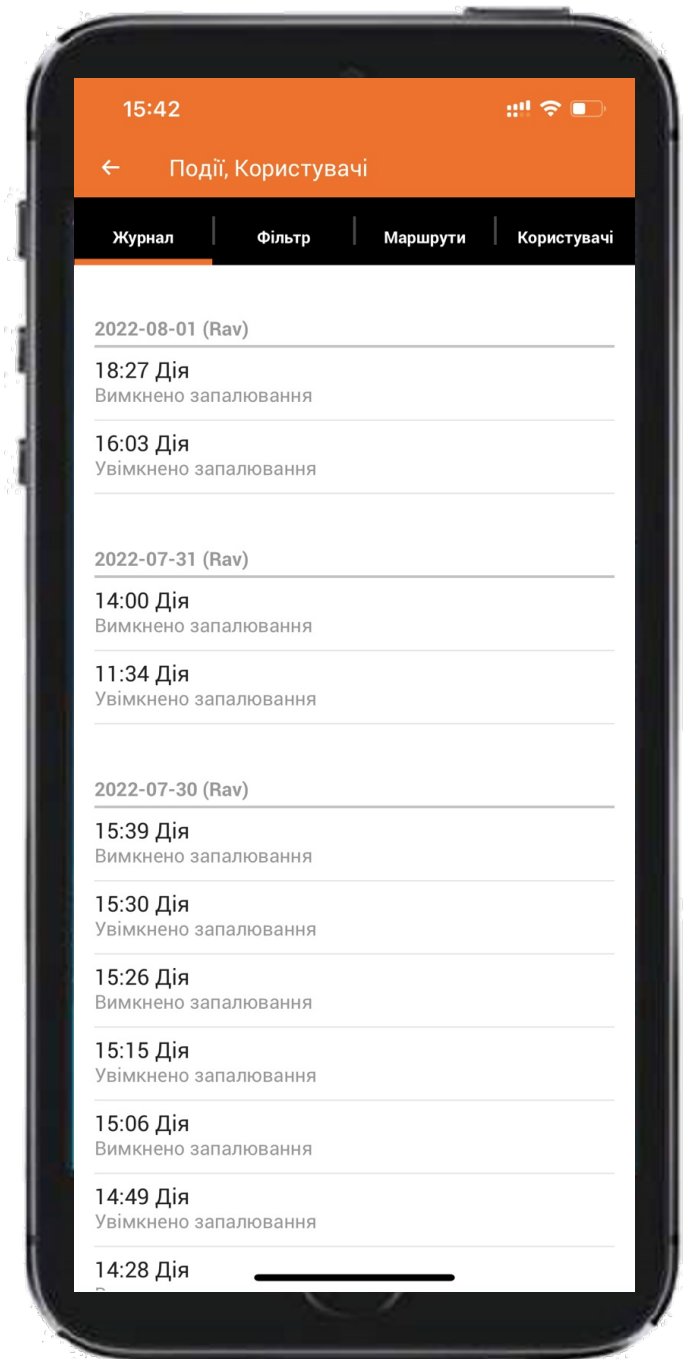 15:42
Події, Користувачі
Журнал Фільтр Маршрути Користувачі
2022-08-01 (Rav)
18:27 Дія
Вимкнено запалювання
16:03 Дія
Увімкнено запалювання
2022-07-31 (Rav)
14:00 Дія
Вимкнено запалювання
11:34 Дія
Увімкнено запалювання
2022-07-30 (Rav)
15:39 Дія
Вимкнено запалювання
15:30 Дія
Увімкнено запалювання
15:26 Дія
Вимкнено запалювання
15:15 Дія
Увімкнено запалювання
15:06 Дія
Вимкнено запалювання
14:49 Дія
Увімкнено запалювання
14:28 Дія